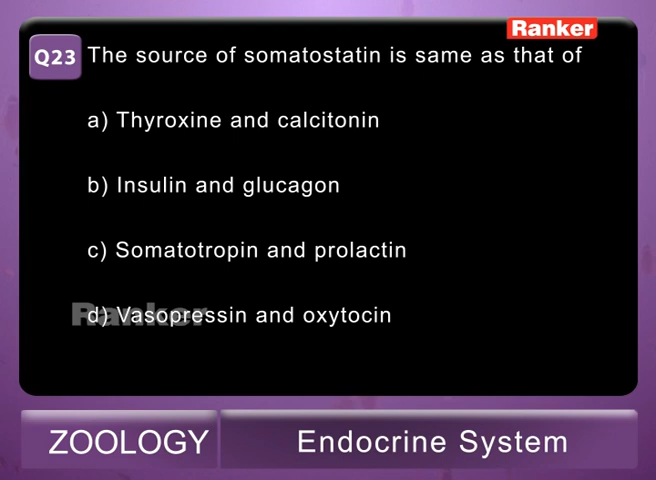 Ranker
Q23 The source of somatostatin is same as that of
a) Thyroxine and calcitonin
b) Insulin and glucagon
c) Somatotropin and prolactin
Ranker
d) Vasopressin and oxytocin
ZOOLOGY
Endocrine System